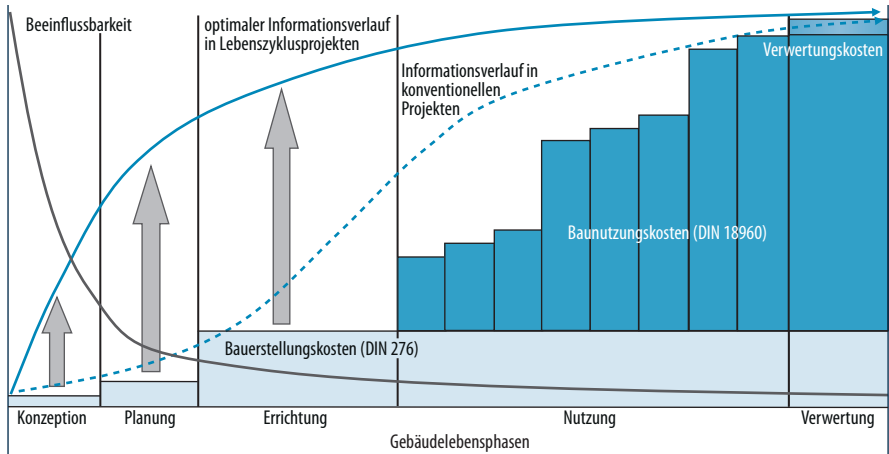 Beeinflussbarkeit
optimaler Informationsverlauf
in Lebenszyklusprojekten
Informationsverlauf in
konventionellen
Projekten
Verwertungskosten
Baunutzungskosten (DIN 18960)
Bauerstellungskosten (DIN 276)
Konzeption
Planung
Errichtung
Nutzung
Verwertung
Gebäudelebensphasen